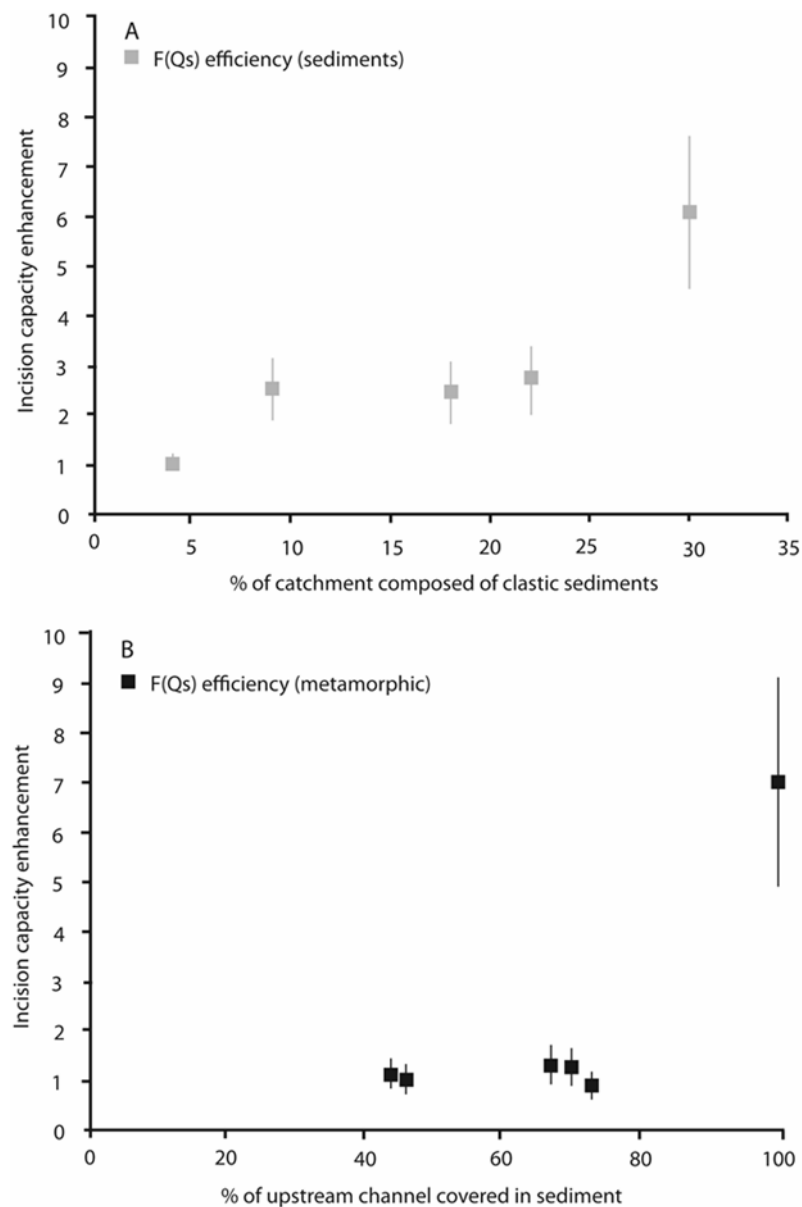 A
F(Qs) efficiency (sediments)
10
9
8
7
6
5
4
3
2
1
0
Incision capacity enhancement
0 5 10 15 20 25 30 35
% of catchment composed of clastic sediments
B
F(Qs) efficiency (metamorphic)
10
9
8
7
6
5
4
3
2
1
0
Incision capacity enhancement
0 20 40 60 80 100
% of upstream channel covered in sediment